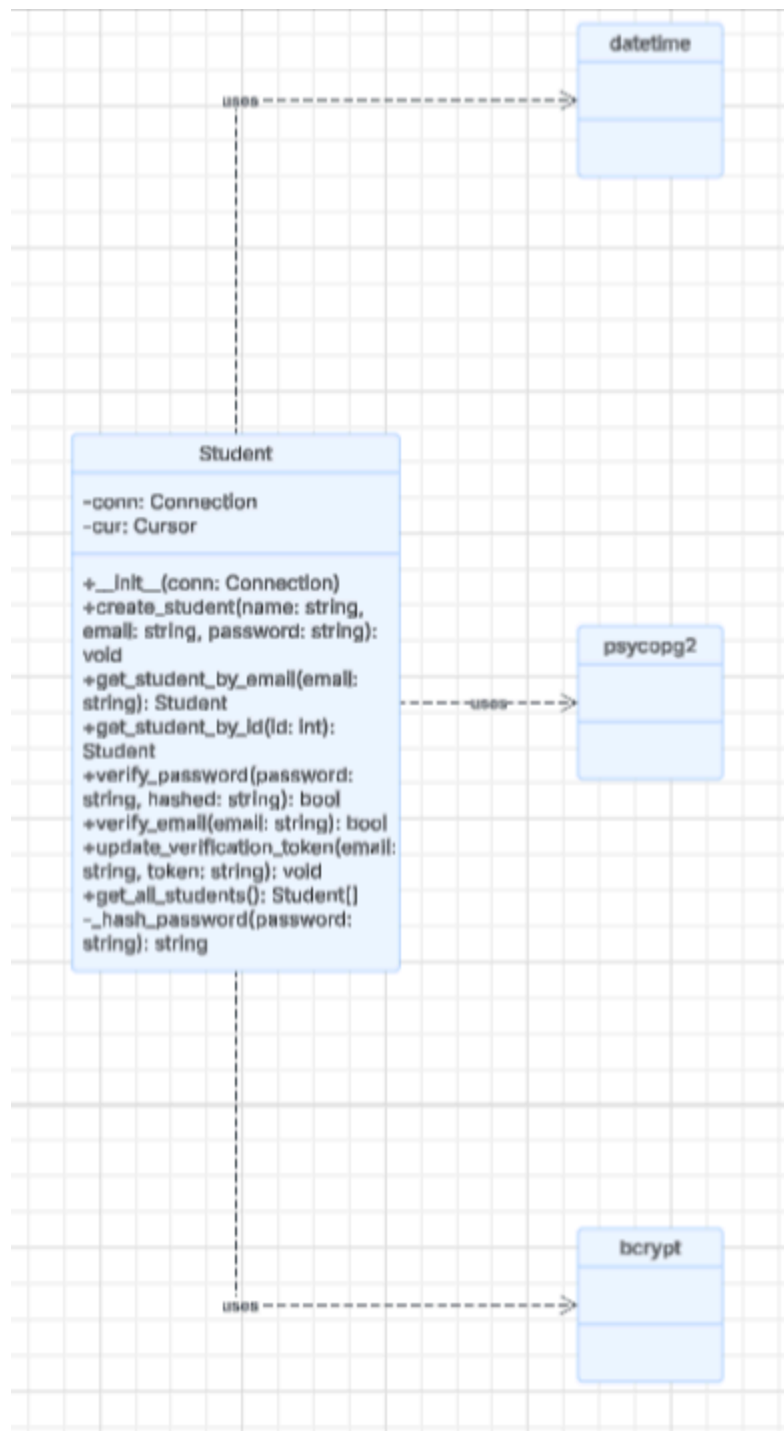 datetime
uses
Student
-conn: Connection
-cur: Cursor
+__init__(conn: Connection)
+create_student(name: string,
email: string, password: string):
void
+get_student_by_email(email:
string): Student
+get_student_by_id(id: int):
Student
+verify_password(password:
string, hashed: string): bool
+verify_email(email: string): bool
+update_verification_token(email:
string, token: string): void
+get_all_students(): Student[]
-_hash_password(password:
string): string
psycopg2
uses
bcrypt
uses